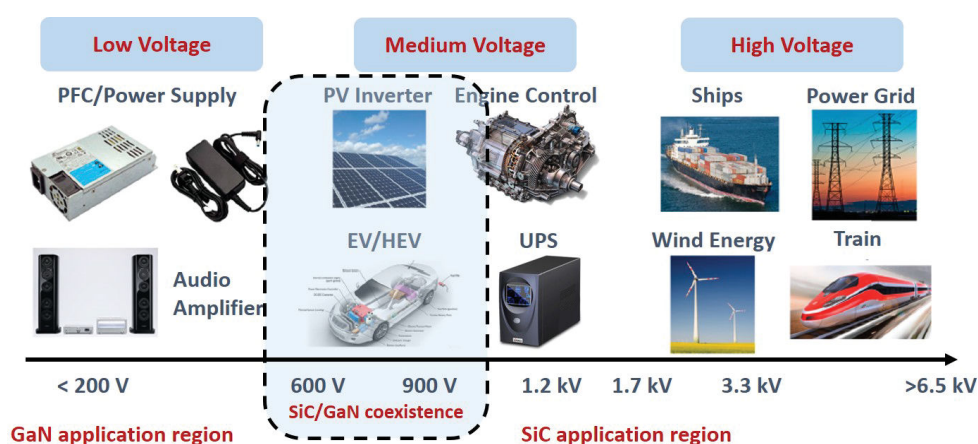 Low Voltage
Medium Voltage
High Voltage
PFC/Power Supply
PV Inverter
Engine Control
Ships
Power Grid
Audio
Amplifier
EV/HEV
UPS
Wind Energy
Train
< 200 V
600 V
900 V
1.2 kV
1.7 kV
3.3 kV
>6.5 kV
SiC/GaN coexistence
GaN application region
SiC application region